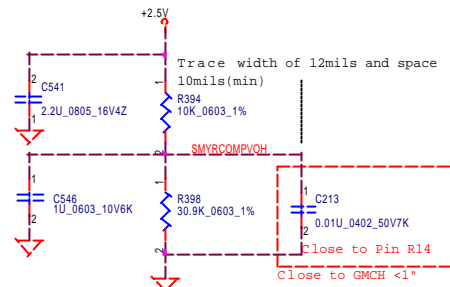 +2.5V
Trace width of 12mils and space
10mils(min)
2
C541
2.2U_0805_16V4Z
1
1
R394
10K_0603_1%
2
SMYRCOMPVOH
1
C546
1U_0603_10V6K
2
1
R398
30.9K_0603_1%
2
1
C213
0.01U_0402_50V7K
2
Close to Pin R14
Close to GMCH <1"